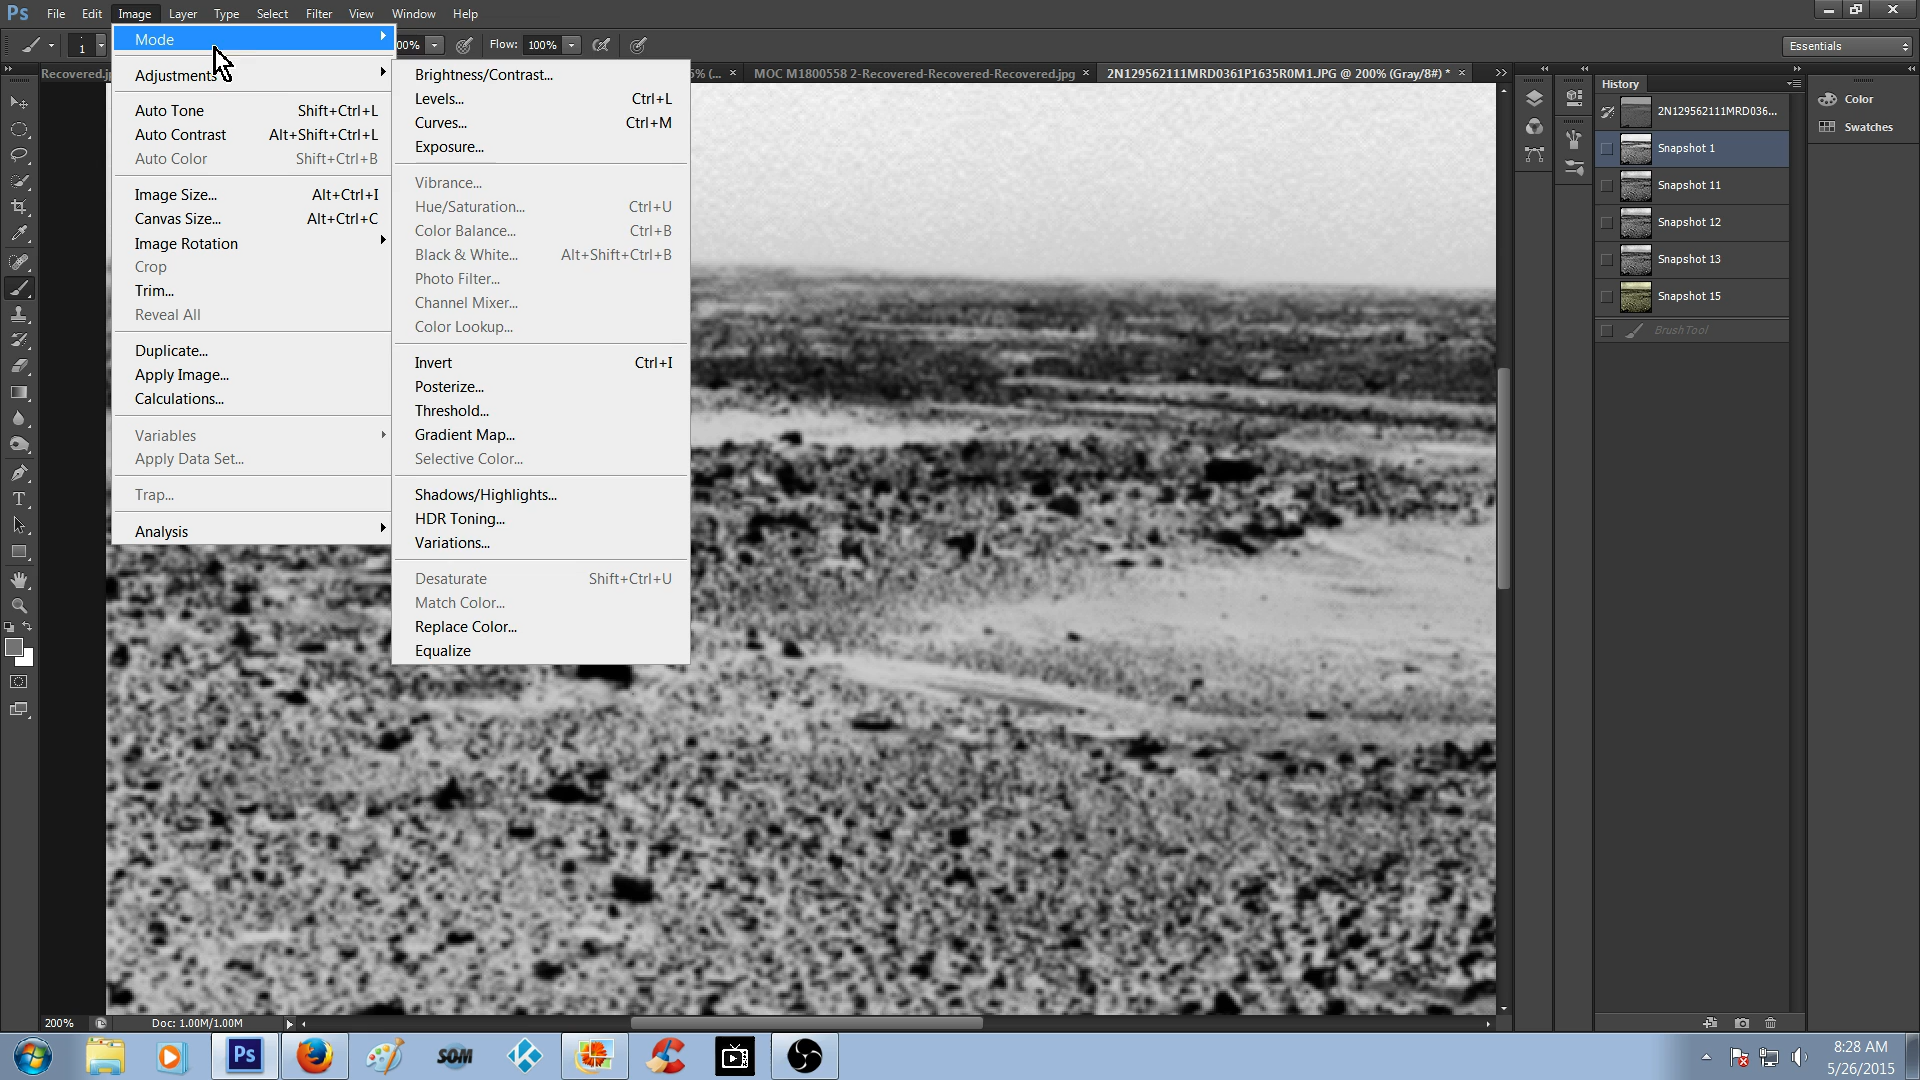 Ps File Edit Image Layer Type Select Filter View Window Help
1 00% Flow: 100% Essentials
Recovered.j 5% (... × MOC M1800558 2-Recovered-Recovered-Recovered.jpg × 2N129562111MRD0361P1635R0M1.JPG @ 200% (Gray/8#) * ×
Mode
Adjustments
Auto Tone Shift+Ctrl+L
Auto Contrast Alt+Shift+Ctrl+L
Auto Color Shift+Ctrl+B
Image Size... Alt+Ctrl+I
Canvas Size... Alt+Ctrl+C
Image Rotation
Crop
Trim...
Reveal All
Duplicate...
Apply Image...
Calculations...
Variables
Apply Data Set...
Trap...
Analysis
Brightness/Contrast...
Levels... Ctrl+L
Curves... Ctrl+M
Exposure...
Vibrance...
Hue/Saturation... Ctrl+U
Color Balance... Ctrl+B
Black & White... Alt+Shift+Ctrl+B
Photo Filter...
Channel Mixer...
Color Lookup...
Invert Ctrl+I
Posterize...
Threshold...
Gradient Map...
Selective Color...
Shadows/Highlights...
HDR Toning...
Variations...
Desaturate Shift+Ctrl+U
Match Color...
Replace Color...
Equalize
History
2N129562111MRD036...
Snapshot 1
Snapshot 11
Snapshot 12
Snapshot 13
Snapshot 15
Brush Tool
Color
Swatches
200% Doc: 1.00M/1.00M
Ps SOM
8:28 AM
5/26/2015